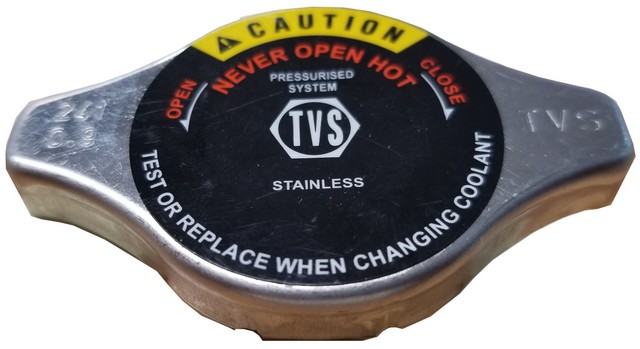 CAUTION
NEVER OPEN HOT
OPEN
CLOSE
PRESSURISED
SYSTEM
TVS
STAINLESS
TEST OR REPLACE WHEN CHANGING COOLANT
TVS